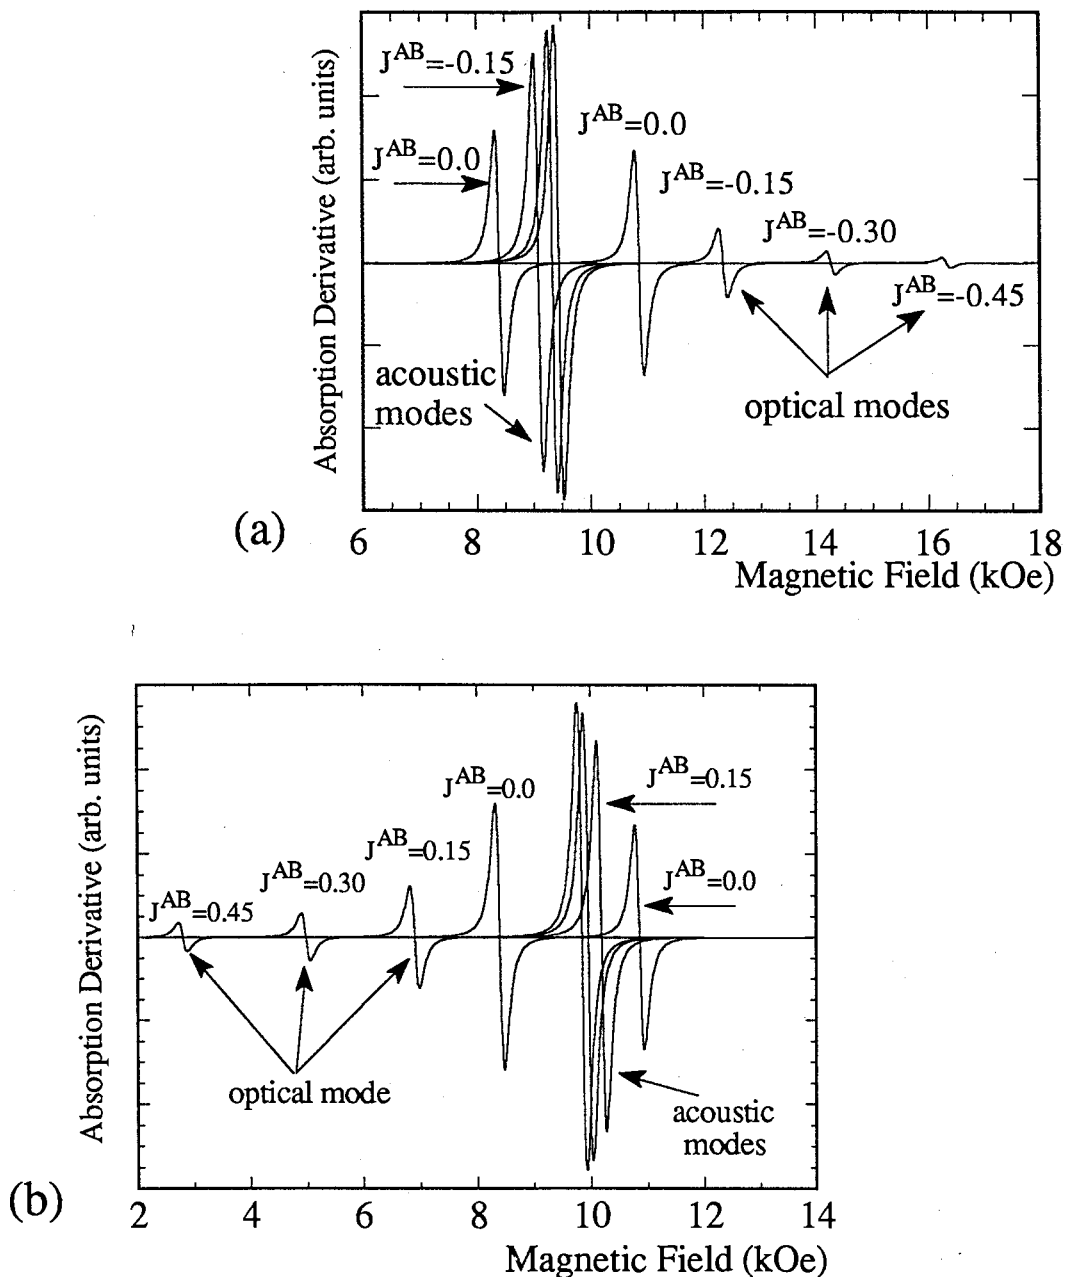 J^AB=-0.15
J^AB=0.0
J^AB=0.0
J^AB=-0.15
J^AB=-0.30
J^AB=-0.45
acoustic
modes
optical modes
Absorption Derivative (arb. units)
(a)
6 8 10 12 14 16 18
Magnetic Field (kOe)
J^AB=0.0
J^AB=0.15
J^AB=0.15
J^AB=0.30
J^AB=0.0
J^AB=0.45
optical mode
acoustic
modes
Absorption Derivative (arb. units)
(b)
2 4 6 8 10 12 14
Magnetic Field (kOe)